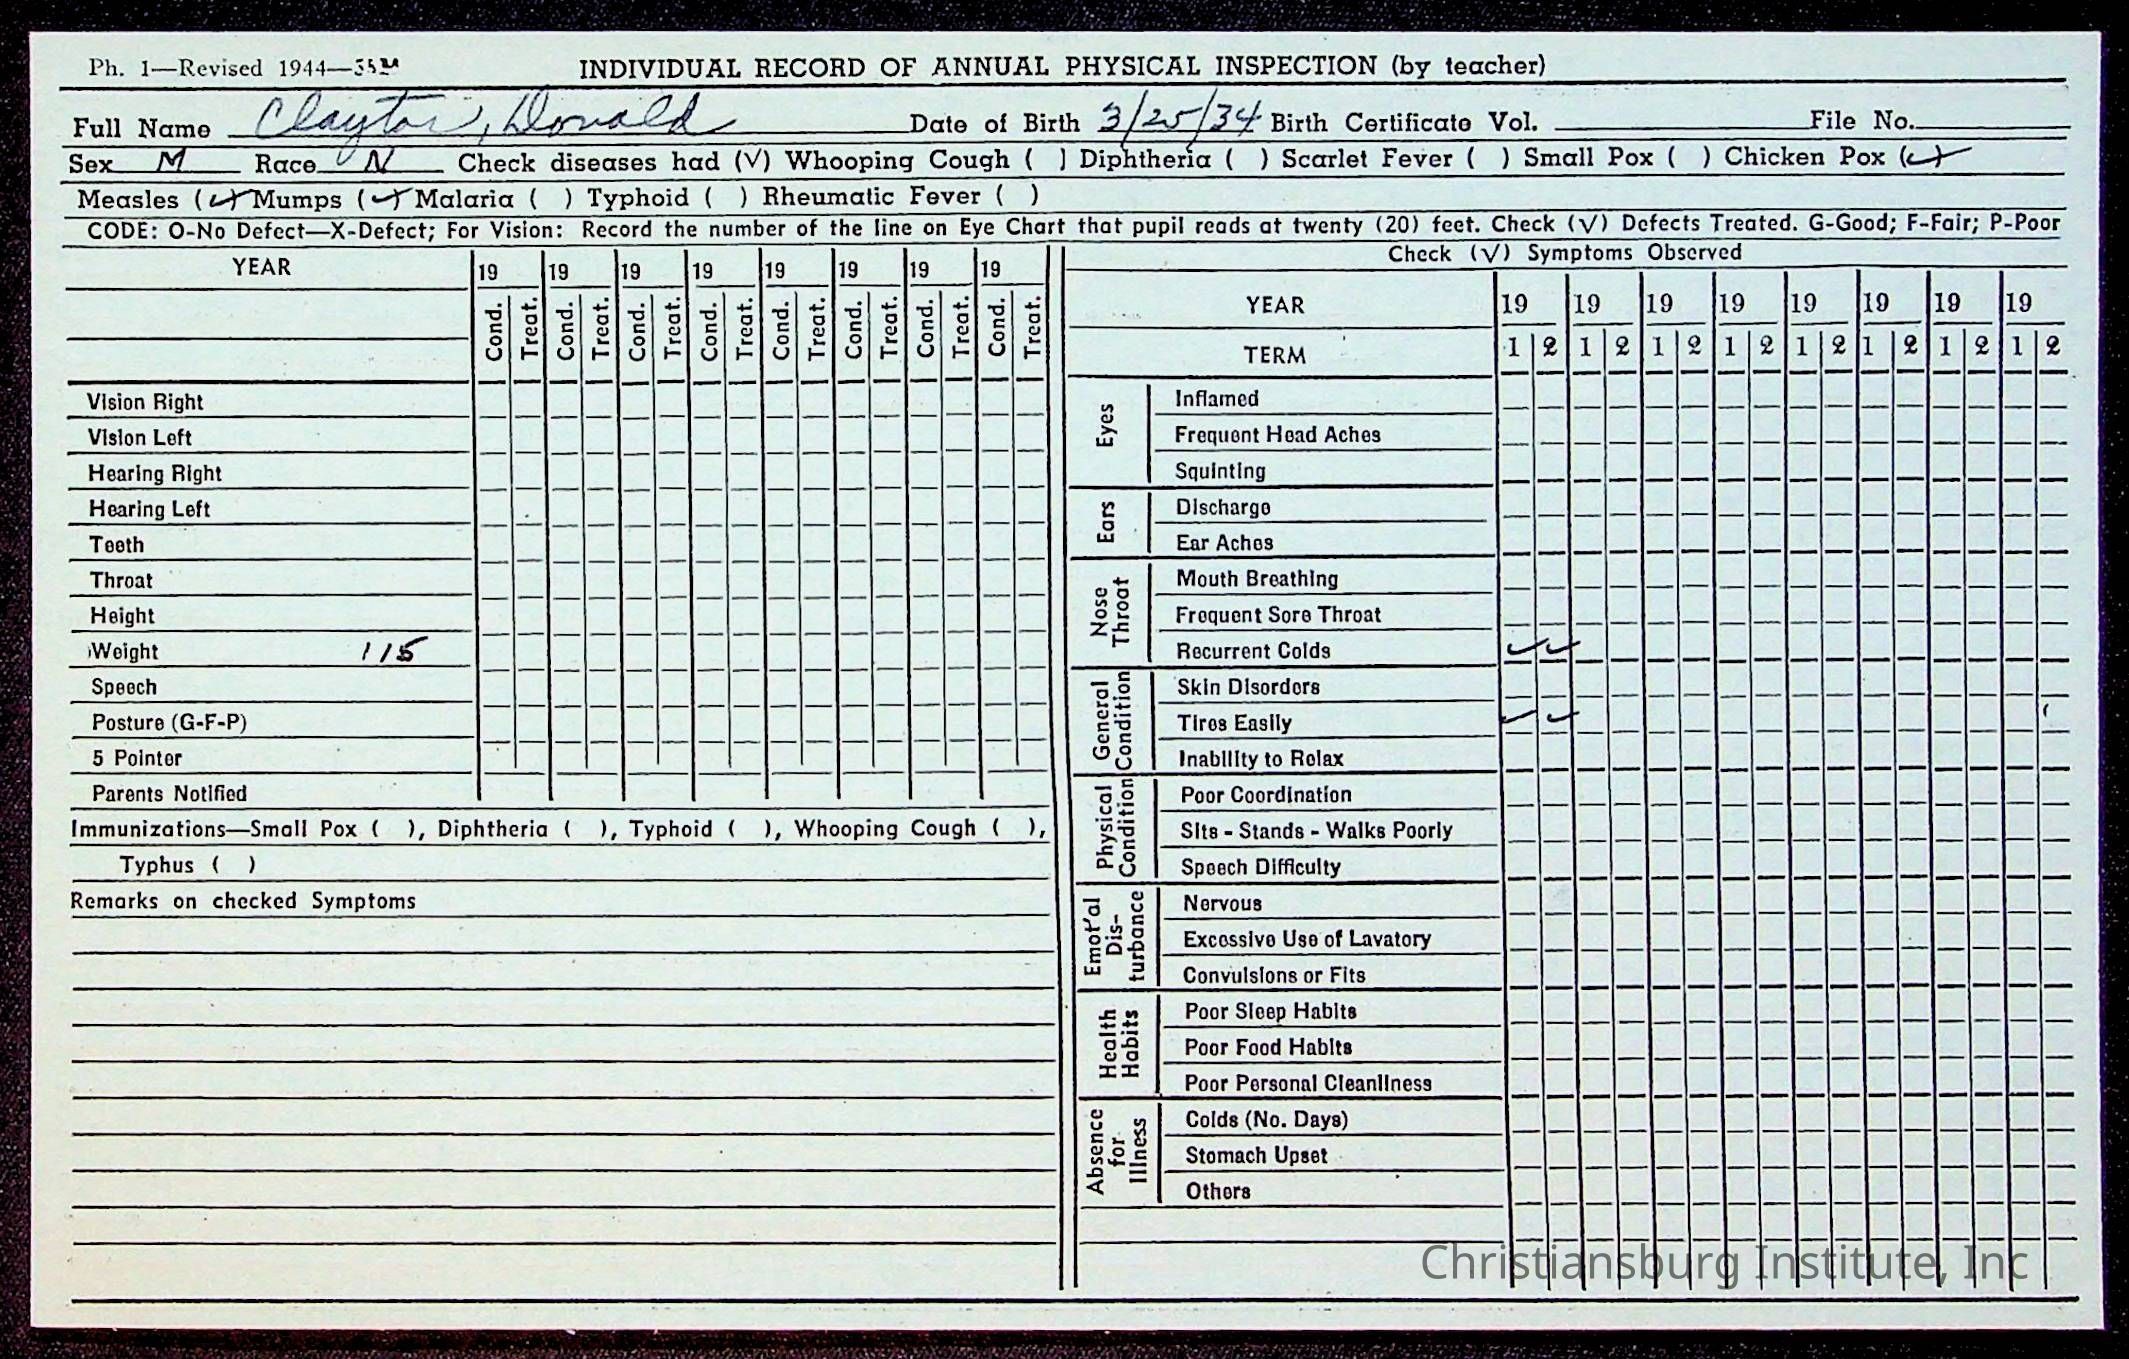 Ph. 1—Revised 1944—35M
INDIVIDUAL RECORD OF ANNUAL PHYSICAL INSPECTION (by teacher)
Full Name Claytor, Donald Date of Birth 3/25/34 Birth Certificate Vol. File No.
Sex M Race N Check diseases had (√) Whooping Cough ( ) Diphtheria ( ) Scarlet Fever ( ) Small Pox ( ) Chicken Pox (✓)
Measles (✓) Mumps (✓) Malaria ( ) Typhoid ( ) Rheumatic Fever ( )
CODE: O-No Defect—X-Defect; For Vision: Record the number of the line on Eye Chart that pupil reads at twenty (20) feet. Check (√) Defects Treated. G-Good; F-Fair; P-Poor
YEAR 19 19 19 19 19 19 19 19
Cond. Treat. Cond. Treat. Cond. Treat. Cond. Treat. Cond. Treat. Cond. Treat. Cond. Treat. Cond. Treat.
Vision Right
Vision Left
Hearing Right
Hearing Left
Teeth
Throat
Height
Weight 115
Speech
Posture (G-F-P)
5 Pointer
Parents Notified
Immunizations—Small Pox ( ), Diphtheria ( ), Typhoid ( ), Whooping Cough ( ),
Typhus ( )
Remarks on checked Symptoms
Check (√) Symptoms Observed
YEAR 19 19 19 19 19 19 19 19
TERM 1 2 1 2 1 2 1 2 1 2 1 2 1 2 1 2
Eyes
Inflamed
Frequent Head Aches
Squinting
Ears
Discharge
Ear Aches
Nose Throat
Mouth Breathing
Frequent Sore Throat
Recurrent Colds ✓ ✓
General Condition
Skin Disorders
Tires Easily ✓ ✓
Inability to Relax
Physical Condition
Poor Coordination
Sits - Stands - Walks Poorly
Speech Difficulty
Emot'al Dis-turbance
Nervous
Excessive Use of Lavatory
Convulsions or Fits
Health Habits
Poor Sleep Habits
Poor Food Habits
Poor Personal Cleanliness
Absence for Illness
Colds (No. Days)
Stomach Upset
Others
Christiansburg Institute, Inc